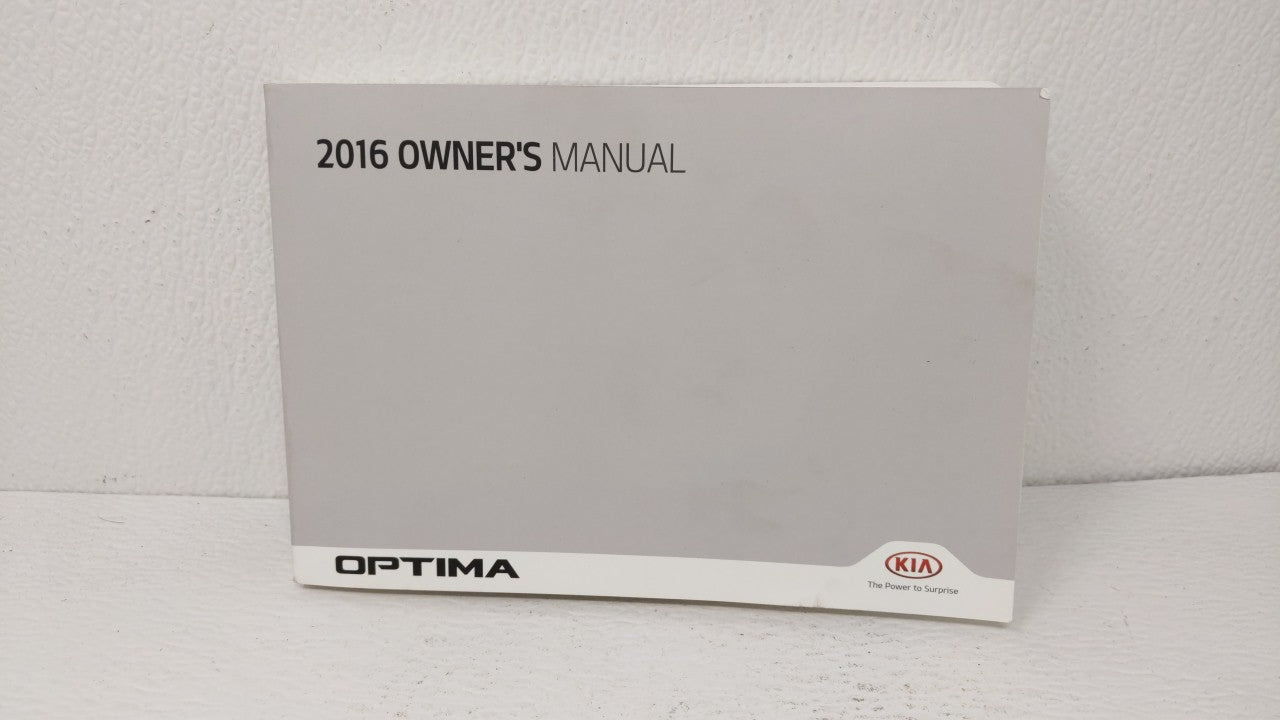 2016 OWNER'S MANUAL
OPTIMA
KIA
The Power to Surprise